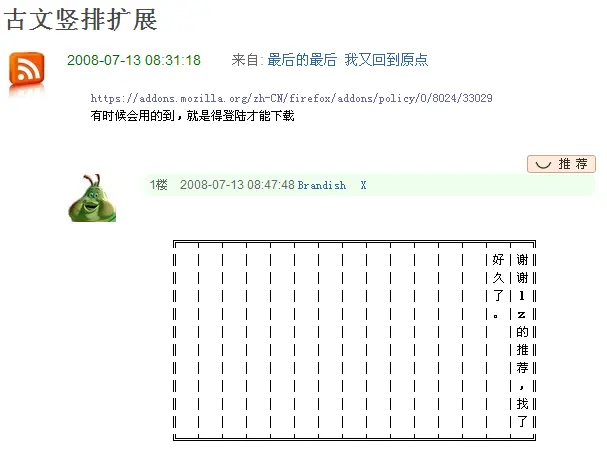 古文竖排扩展
2008-07-13 08:31:18 来自: 最后的最后 我又回到原点
https://addons.mozilla.org/zh-CN/firefox/addons/policy/0/8024/33029
有时候会用的到，就是得登陆才能下载
推荐
1楼 2008-07-13 08:47:48 Brandish X
谢谢lz的推荐，找了
好久了。